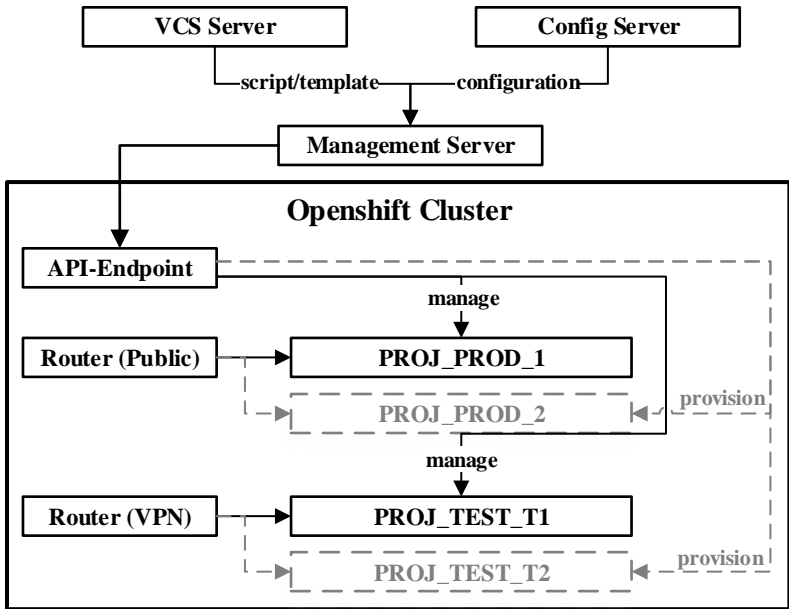 VCS Server
Config Server
script/template
configuration
Management Server
Openshift Cluster
API-Endpoint
manage
Router (Public)
PROJ_PROD_1
PROJ_PROD_2
provision
manage
Router (VPN)
PROJ_TEST_T1
PROJ_TEST_T2
provision